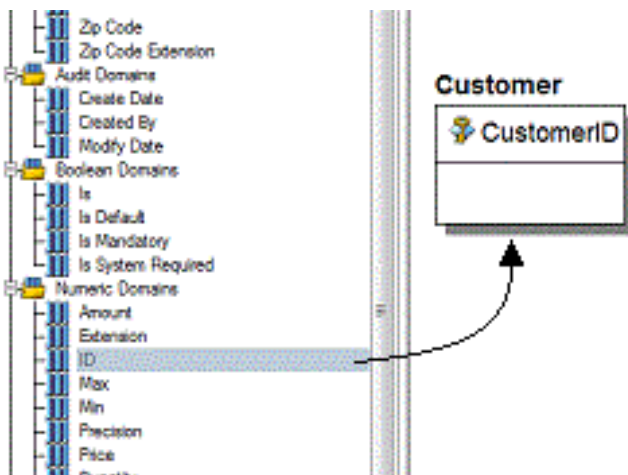 Zip Code
Zip Code Extension
Audit Domains
Create Date
Created By
Modify Date
Boolean Domains
Is
Is Default
Is Mandatory
Is System Required
Numeric Domains
Amount
Extension
ID
Max
Min
Precision
Price
Customer
CustomerID